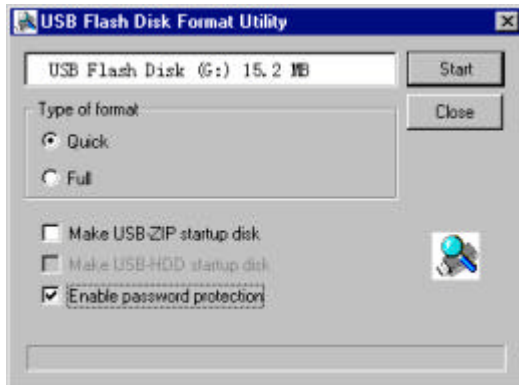 USB Flash Disk Format Utility
USB Flash Disk (G:) 15.2 MB
Start
Type of format
Close
Quick
Full
Make USB-ZIP startup disk
Make USB-HDD startup disk
Enable password protection